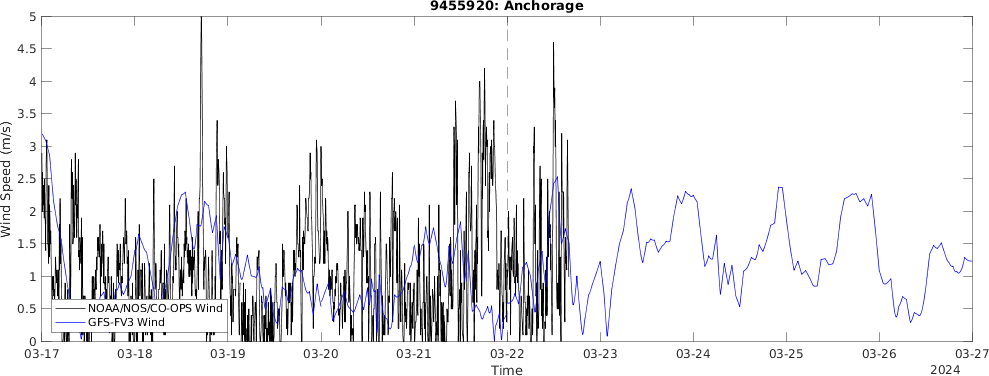 9455920: Anchorage
Wind Speed (m/s)
5
4.5
4
3.5
3
2.5
2
1.5
1
0.5
0
NOAA/NOS/CO-OPS Wind
GFS-FV3 Wind
03-17 03-18 03-19 03-20 03-21 03-22 03-23 03-24 03-25 03-26 03-27
Time
2024